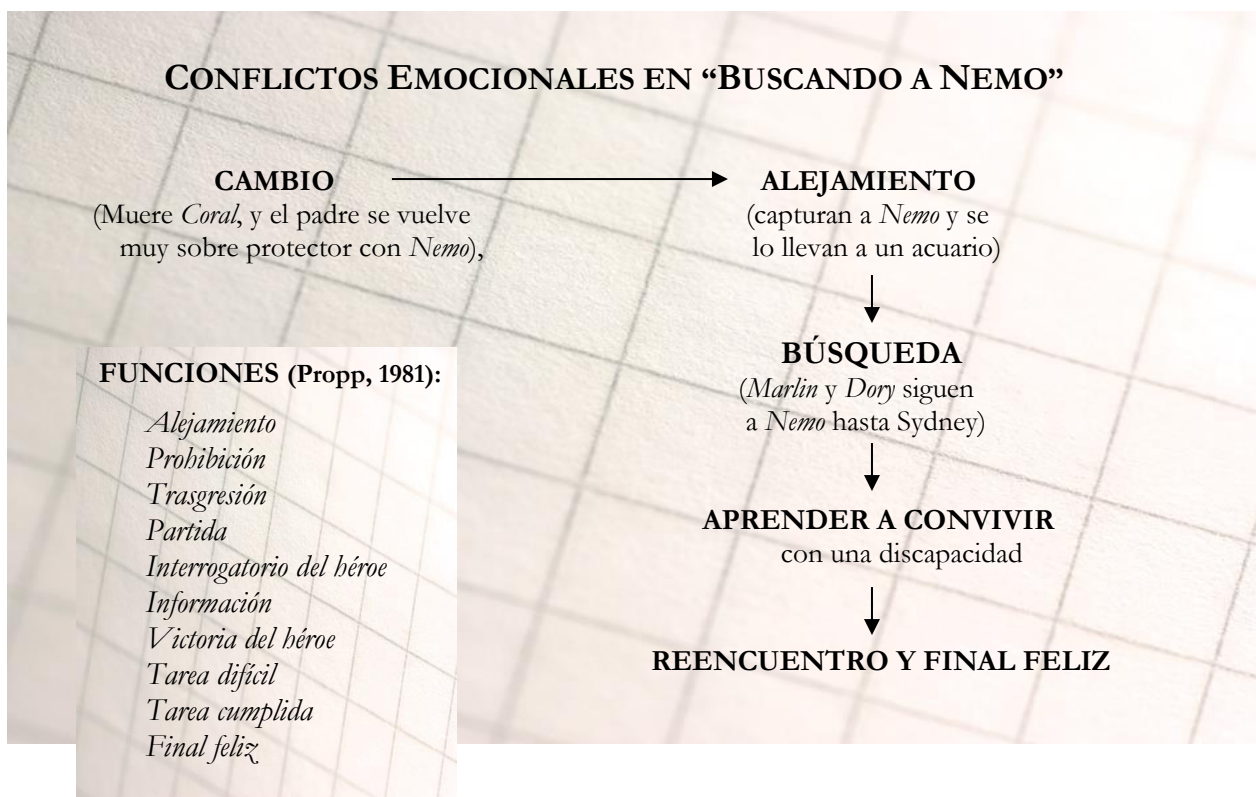 CONFLICTOS EMOCIONALES EN “BUSCANDO A NEMO”
CAMBIO
(Muere Coral, y el padre se vuelve
muy sobre protector con Nemo),
ALEJAMIENTO
(capturan a Nemo y se
lo llevan a un acuario)
BÚSQUEDA
(Marlin y Dory siguen
a Nemo hasta Sydney)
APRENDER A CONVIVIR
con una discapacidad
REENCUENTRO Y FINAL FELIZ
FUNCIONES (Propp, 1981):
Alejamiento
Prohibición
Trasgresión
Partida
Interrogatorio del héroe
Información
Victoria del héroe
Tarea difícil
Tarea cumplida
Final feliz